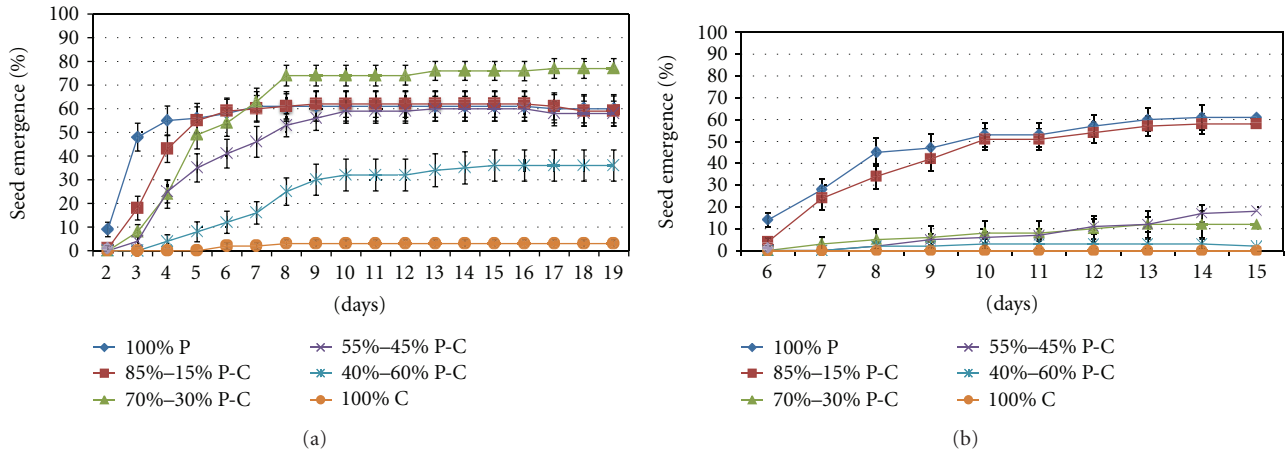 100
90
80
70
60
50
40
30
20
10
0
Seed emergence (%)
2 3 4 5 6 7 8 9 10 11 12 13 14 15 16 17 18 19
(days)
100% P
85%–15% P-C
70%–30% P-C
55%–45% P-C
40%–60% P-C
100% C
(a)
100
90
80
70
60
50
40
30
20
10
0
Seed emergence (%)
6 7 8 9 10 11 12 13 14 15
(days)
100% P
85%–15% P-C
70%–30% P-C
55%–45% P-C
40%–60% P-C
100% C
(b)